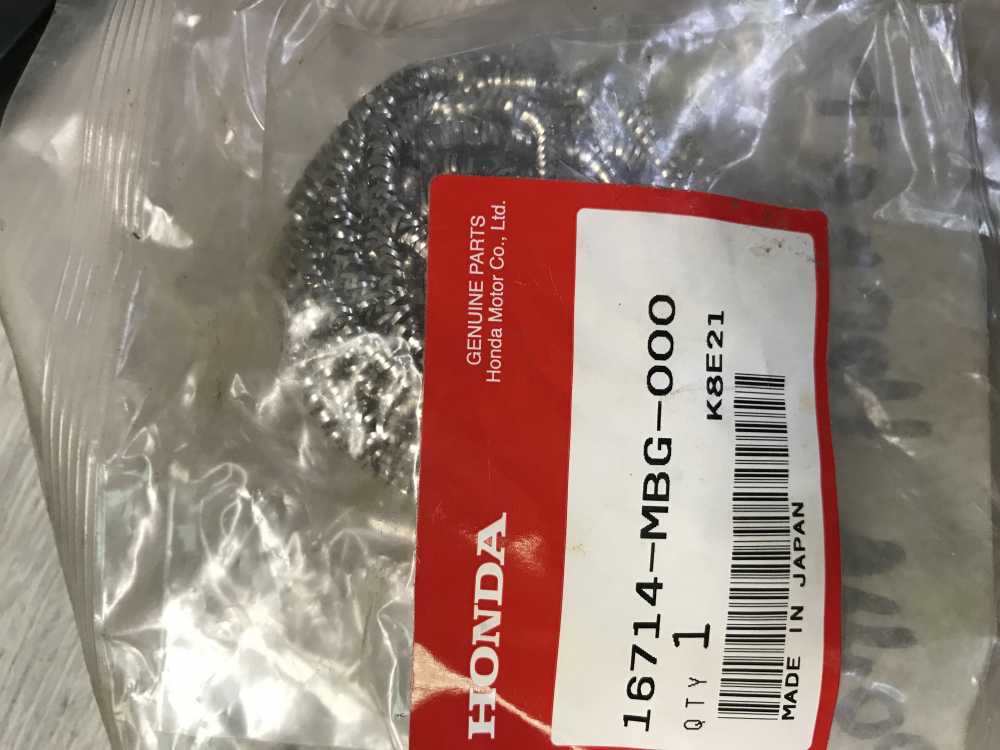 GENUINE PARTS
Honda Motor Co., Ltd.
HONDA
16714-MBG-000
QTY 1
K8E21
MADE IN JAPAN